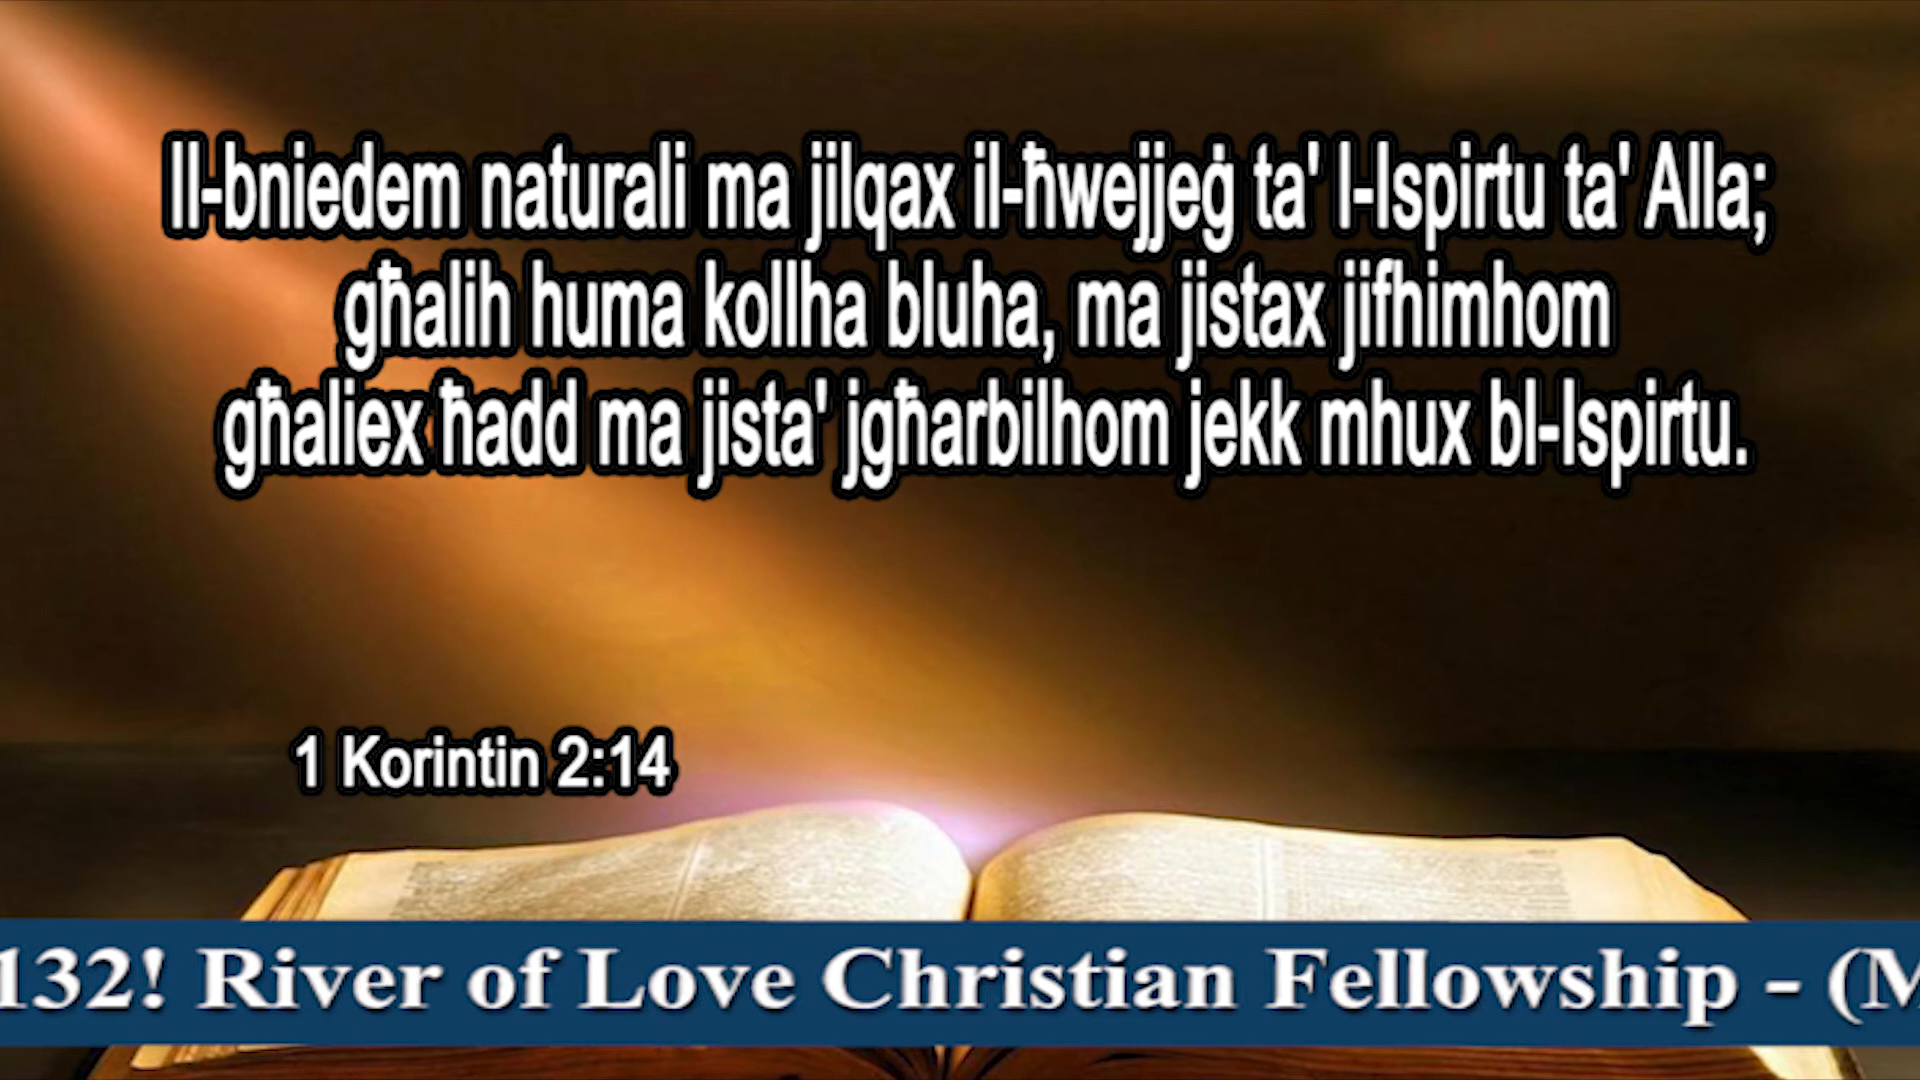 Il-bniedem naturali ma jilqax il-ħwejjeġ ta' l-Ispirtu ta' Alla;
għalih huma kollha bluha, ma jistax jifhimhom
għaliex ħadd ma jista' jgħarbilhom jekk mhux bl-Ispirtu.
1 Korintin 2:14
132! River of Love Christian Fellowship - (M